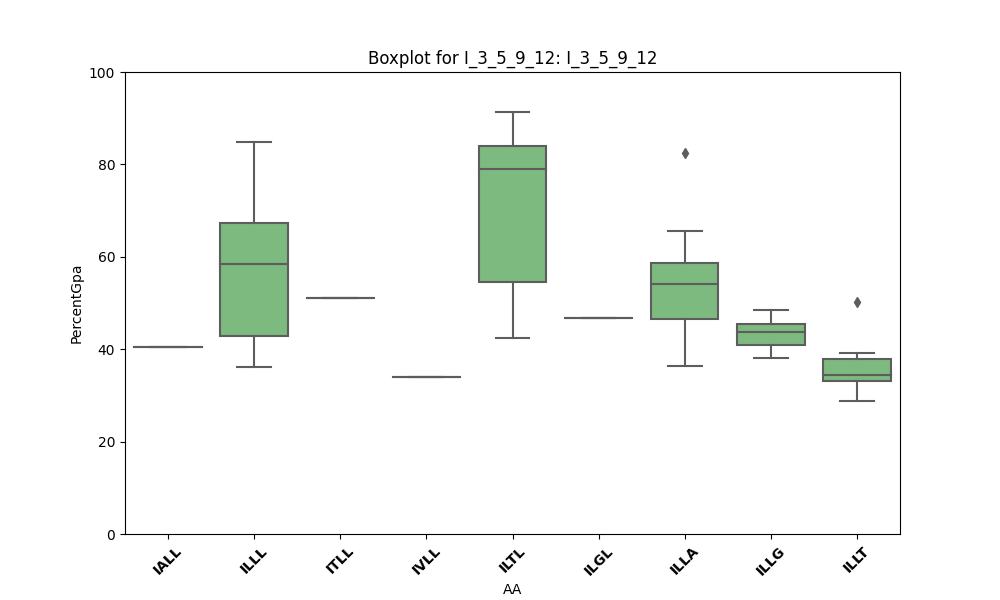 Boxplot for I_3_5_9_12: I_3_5_9_12
100
80
60
40
20
0
PercentGpa
IALL
ILLL
ITLL
IVLL
ILTL
ILGL
ILLA
ILLG
ILLT
AA